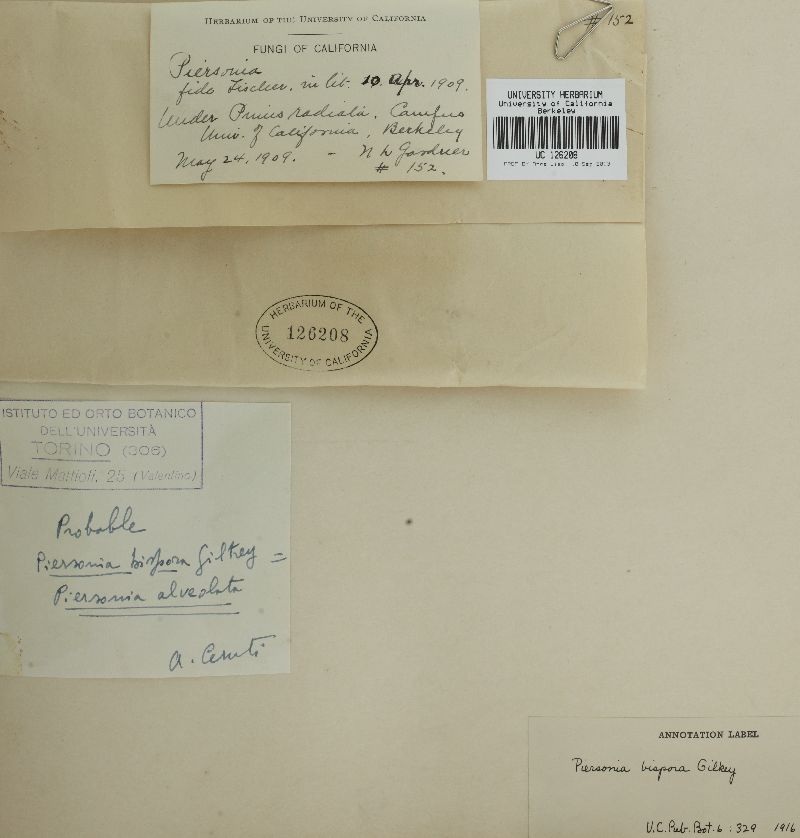 HERBARIUM OF THE UNIVERSITY OF CALIFORNIA
FUNGI OF CALIFORNIA
Piersonia
fide Fischer, in lit. 10 Apr. 1909.
Under Pinus radiata, Campus
Univ. of California, Berkeley
May 24, 1909. - N L Gardner
# 152.
# 152
UNIVERSITY HERBARIUM
University of California
Berkeley
UC 126208
HERBARIUM OF THE
126208
UNIVERSITY OF CALIFORNIA
ISTITUTO ED ORTO BOTANICO
DELL'UNIVERSITÀ
TORINO (306)
Viale Mattioli, 25 (Valentino)
Probable
Piersonia bispora Gilkey =
Piersonia alveolata
A. Ceruti
ANNOTATION LABEL
Piersonia bispora Gilkey
U.C. Pub. Bot. 6 : 329 1916